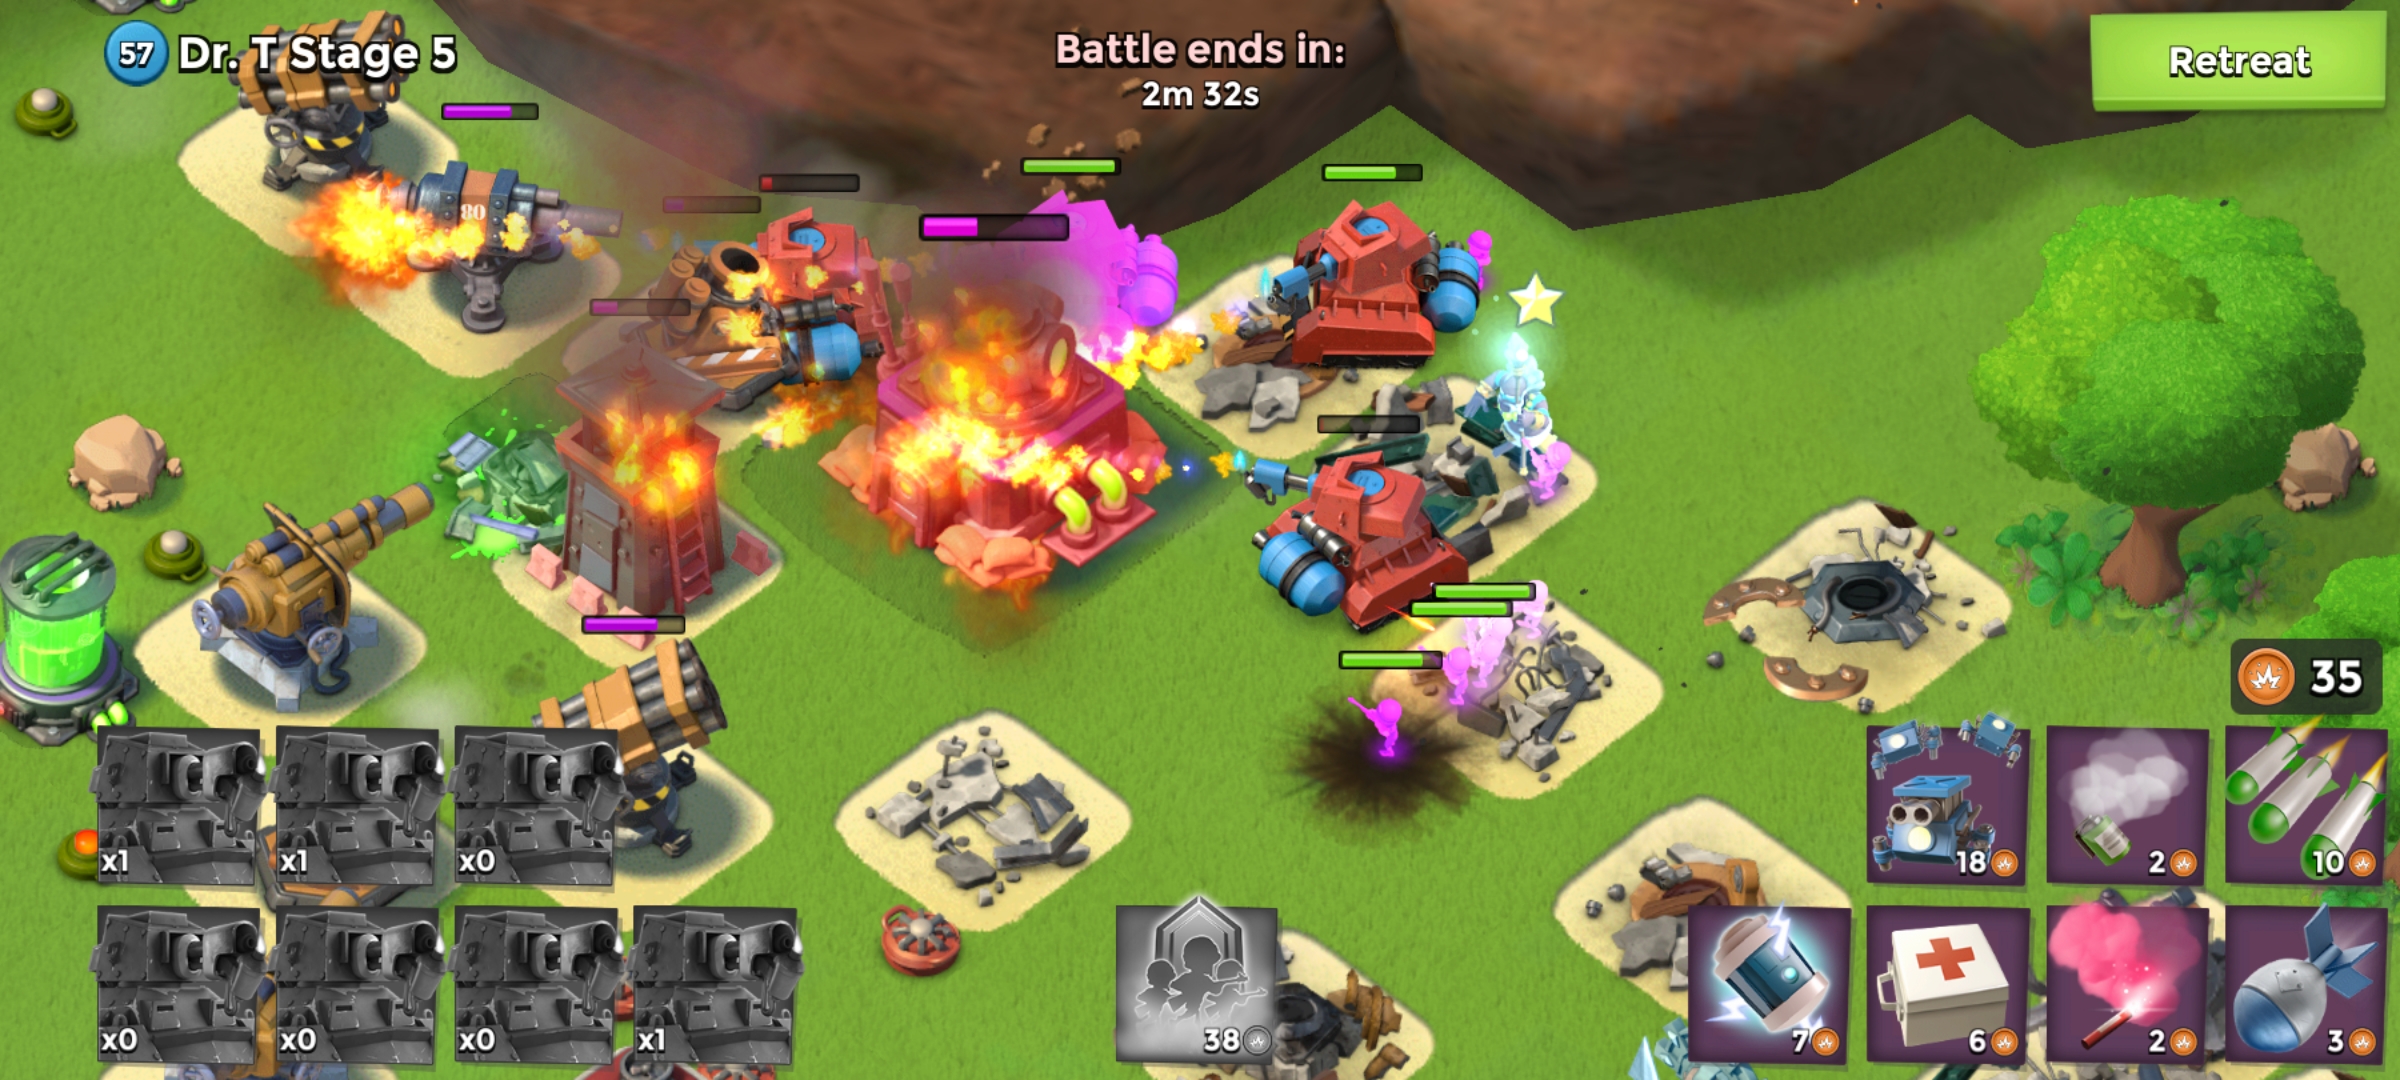 57 Dr. T Stage 5
Battle ends in:
2m 32s
Retreat
80
35
x1 x1 x0
18 2 10
x0 x0 x0 x1
38 7 6 2 3